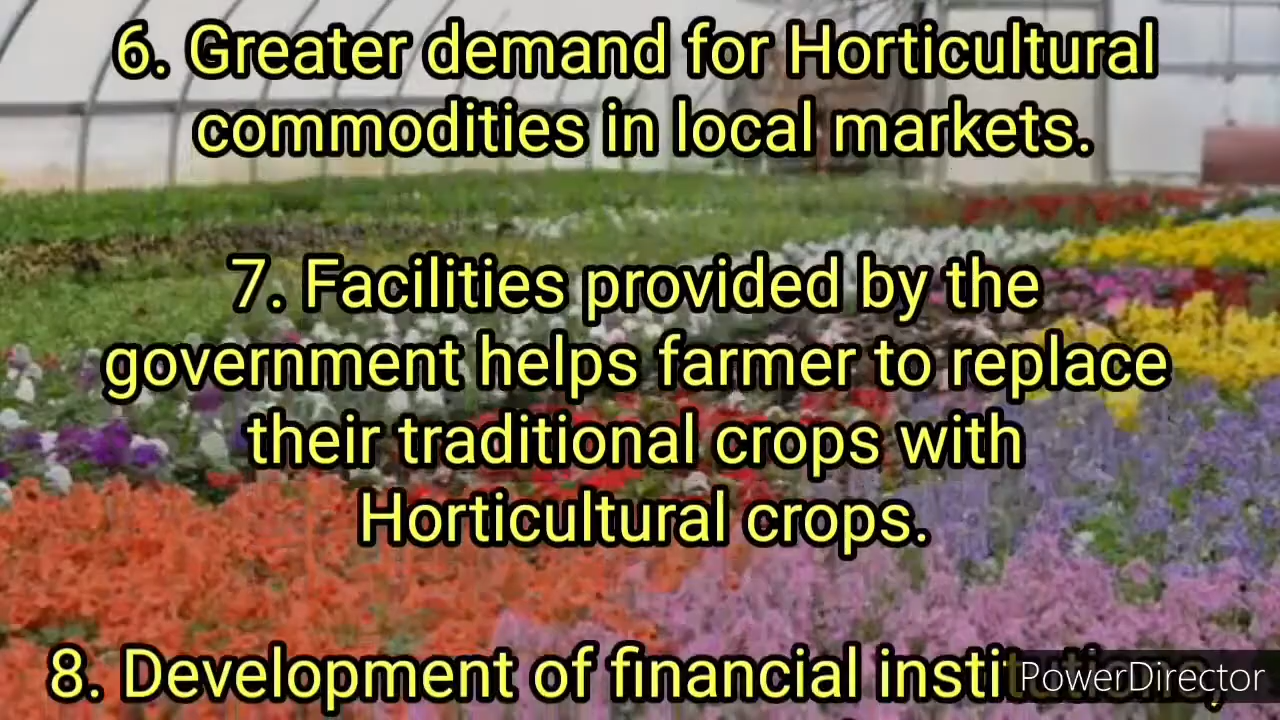 6. Greater demand for Horticultural
commodities in local markets.
7. Facilities provided by the
government helps farmer to replace
their traditional crops with
Horticultural crops.
8. Development of financial
PowerDirector